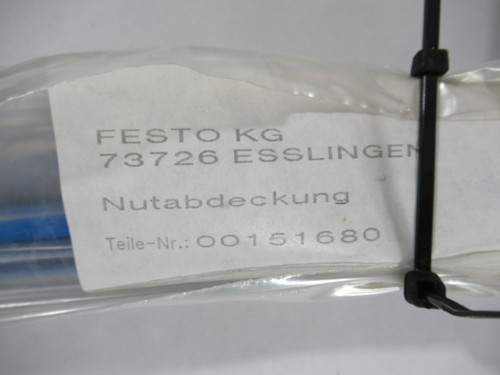 FESTO KG
73726 ESSLINGEN
Nutabdeckung
Teile-Nr.: 00151680